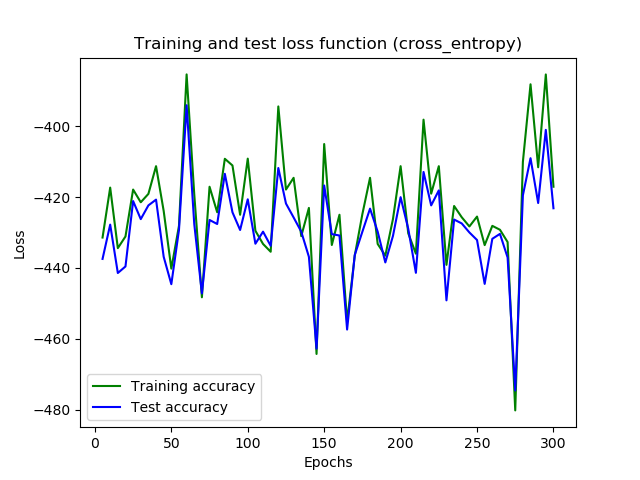 Training and test loss function (cross_entropy)
Loss
−400
−420
−440
−460
−480
Training accuracy
Test accuracy
0
50
100
150
200
250
300
Epochs